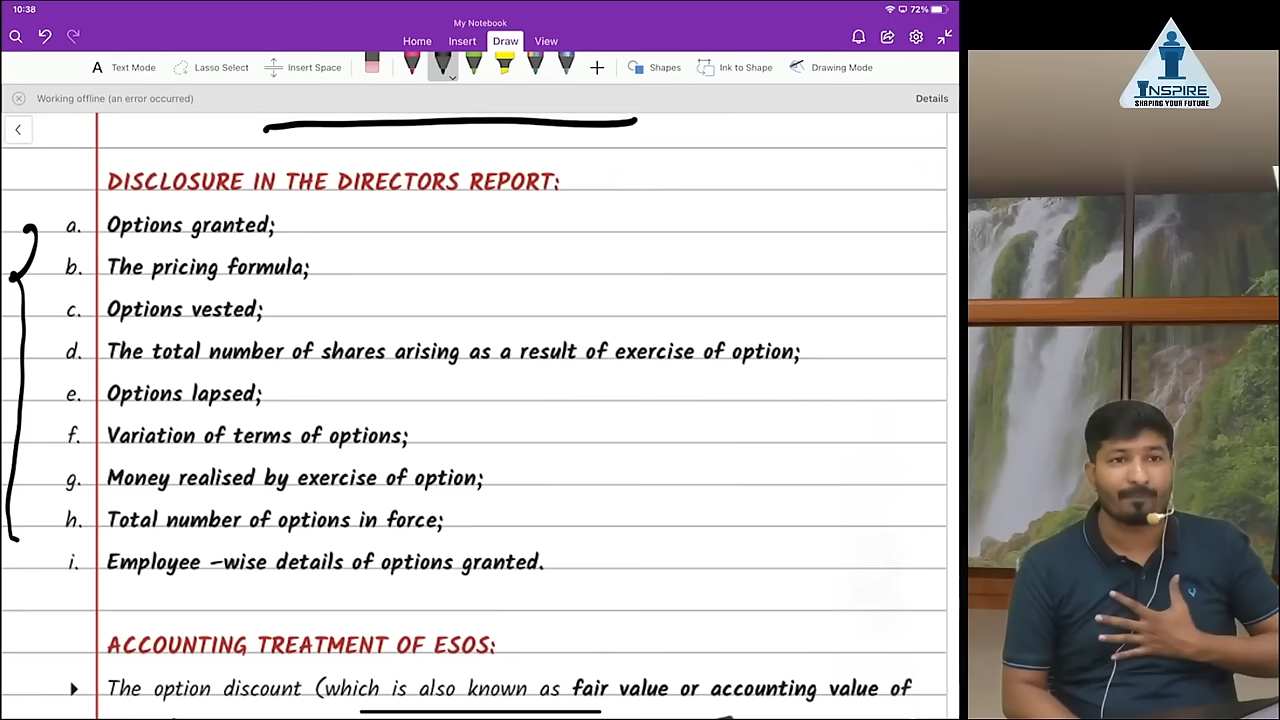 10:38
72%
My Notebook
Home Insert Draw View
A Text Mode Lasso Select Insert Space + Shapes Ink to Shape Drawing Mode
Working offline (an error occurred) Details
INSPIRE
SHAPING YOUR FUTURE
DISCLOSURE IN THE DIRECTORS REPORT:
a. Options granted;
b. The pricing formula;
c. Options vested;
d. The total number of shares arising as a result of exercise of option;
e. Options lapsed;
f. Variation of terms of options;
g. Money realised by exercise of option;
h. Total number of options in force;
i. Employee –wise details of options granted.
ACCOUNTING TREATMENT OF ESOS:
The option discount (which is also known as fair value or accounting value of